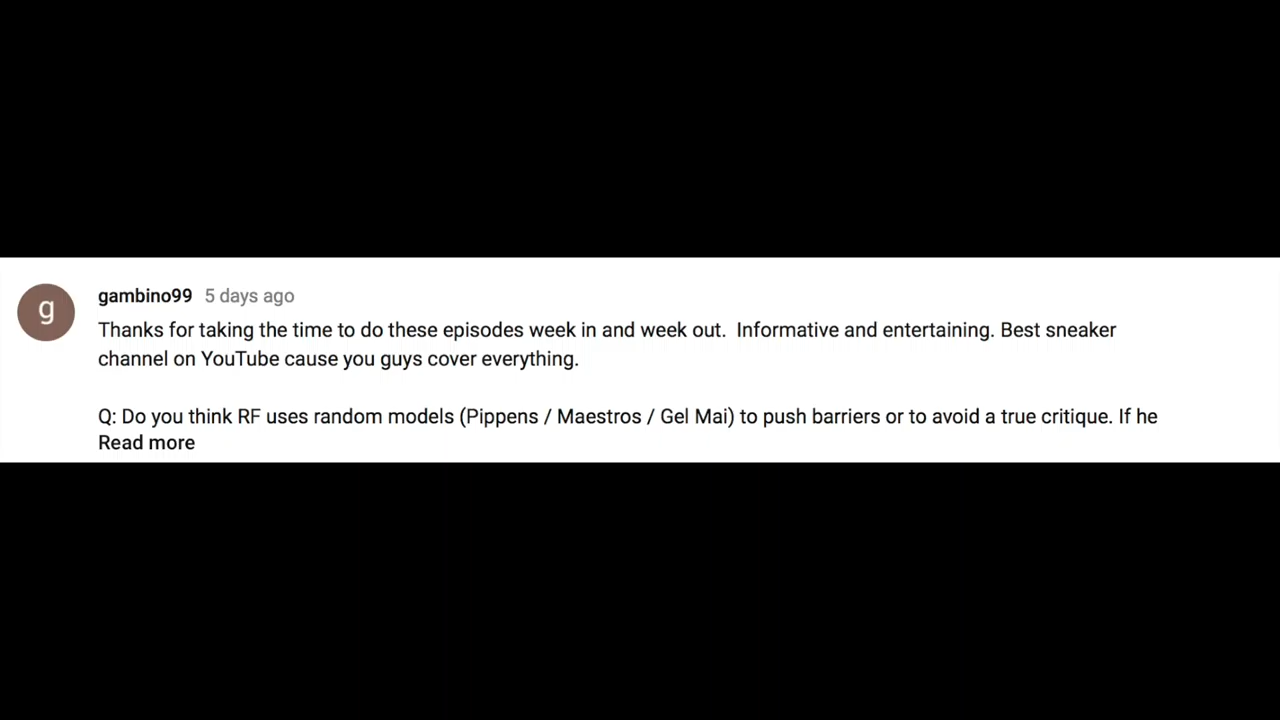 g
gambino99 5 days ago
Thanks for taking the time to do these episodes week in and week out.  Informative and entertaining. Best sneaker
channel on YouTube cause you guys cover everything.
Q: Do you think RF uses random models (Pippens / Maestros / Gel Mai) to push barriers or to avoid a true critique. If he
Read more